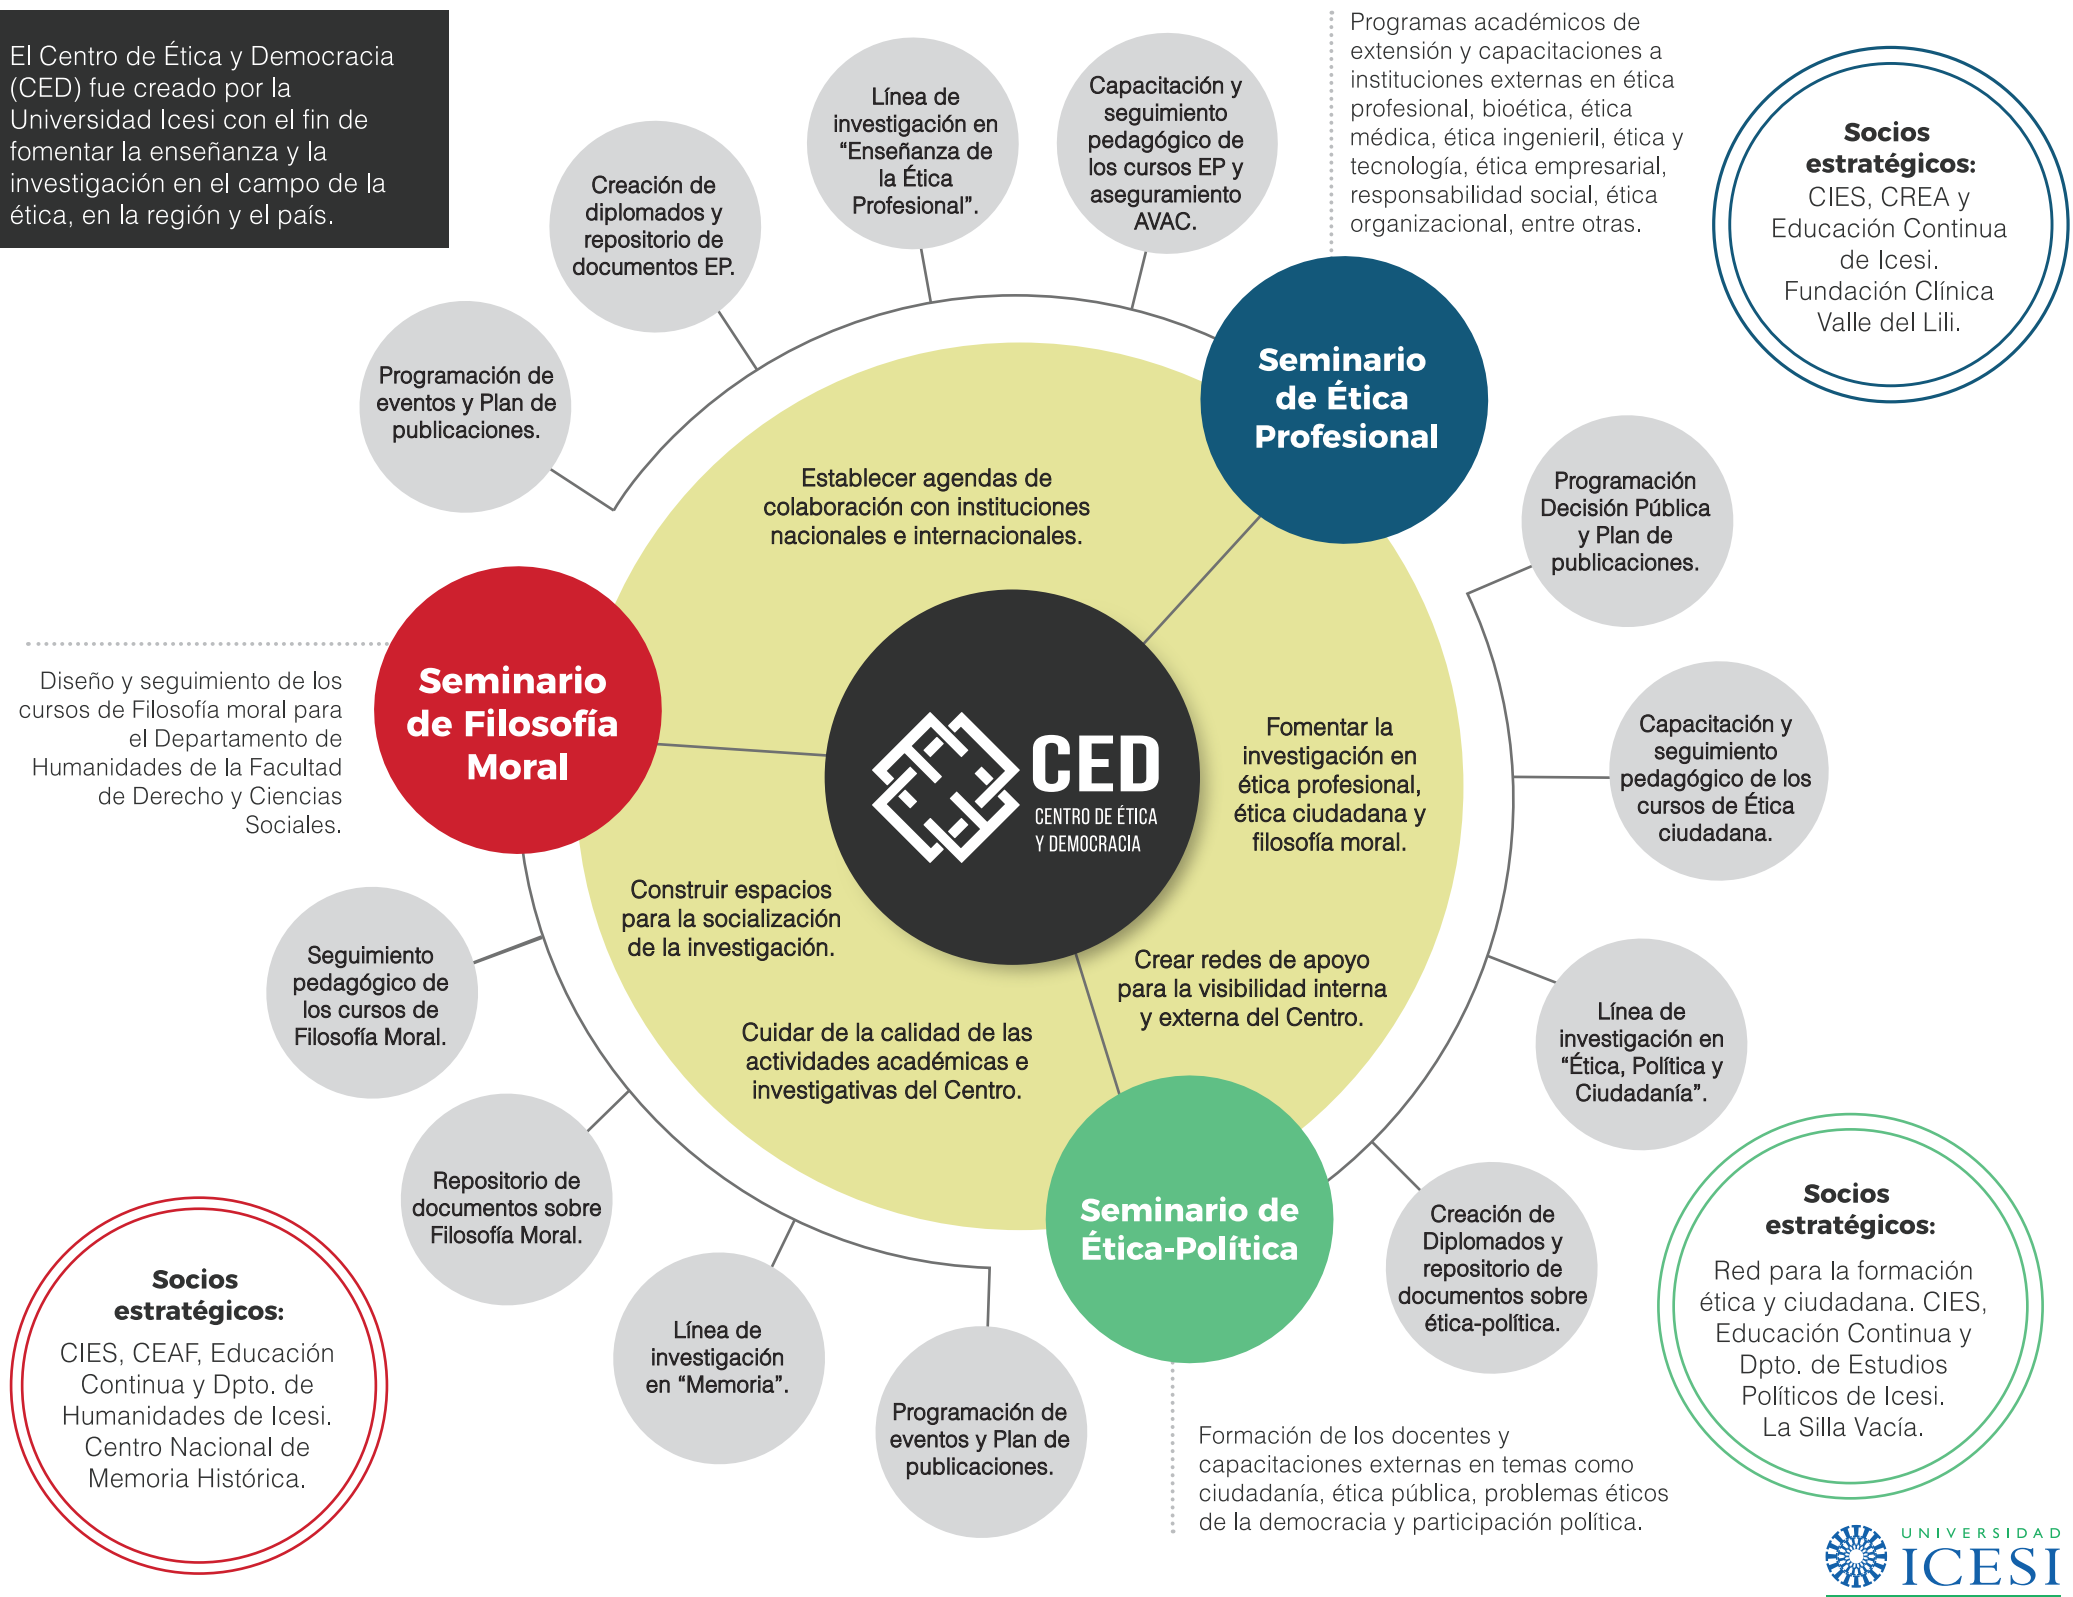 El Centro de Ética y Democracia
(CED) fue creado por la
Universidad Icesi con el fin de
fomentar la enseñanza y la
investigación en el campo de la
ética, en la región y el país.
Programación de
eventos y Plan de
publicaciones.
Creación de
diplomados y
repositorio de
documentos EP.
Línea de
investigación en
“Enseñanza de
la Ética
Profesional”.
Capacitación y
seguimiento
pedagógico de
los cursos EP y
aseguramiento
AVAC.
Programas académicos de
extensión y capacitaciones a
instituciones externas en ética
profesional, bioética, ética
médica, ética ingenieril, ética y
tecnología, ética empresarial,
responsabilidad social, ética
organizacional, entre otras.
Socios
estratégicos:
CIES, CREA y
Educación Continua
de Icesi.
Fundación Clínica
Valle del Lili.
Seminario
de Ética
Profesional
Establecer agendas de
colaboración con instituciones
nacionales e internacionales.
Programación
Decisión Pública
y Plan de
publicaciones.
Seminario
de Filosofía
Moral
Diseño y seguimiento de los
cursos de Filosofía moral para
el Departamento de
Humanidades de la Facultad
de Derecho y Ciencias
Sociales.
CED
CENTRO DE ÉTICA
Y DEMOCRACIA
Fomentar la
investigación en
ética profesional,
ética ciudadana y
filosofía moral.
Capacitación y
seguimiento
pedagógico de los
cursos de Ética
ciudadana.
Construir espacios
para la socialización
de la investigación.
Crear redes de apoyo
para la visibilidad interna
y externa del Centro.
Cuidar de la calidad de las
actividades académicas e
investigativas del Centro.
Seguimiento
pedagógico de
los cursos de
Filosofía Moral.
Línea de
investigación en
“Ética, Política y
Ciudadanía”.
Repositorio de
documentos sobre
Filosofía Moral.
Seminario de
Ética-Política
Creación de
Diplomados y
repositorio de
documentos sobre
ética-política.
Socios
estratégicos:
Red para la formación
ética y ciudadana. CIES,
Educación Continua y
Dpto. de Estudios
Políticos de Icesi.
La Silla Vacía.
Socios
estratégicos:
CIES, CEAF, Educación
Continua y Dpto. de
Humanidades de Icesi.
Centro Nacional de
Memoria Histórica.
Línea de
investigación
en “Memoria”.
Programación de
eventos y Plan de
publicaciones.
Formación de los docentes y
capacitaciones externas en temas como
ciudadanía, ética pública, problemas éticos
de la democracia y participación política.
UNIVERSIDAD
ICESI